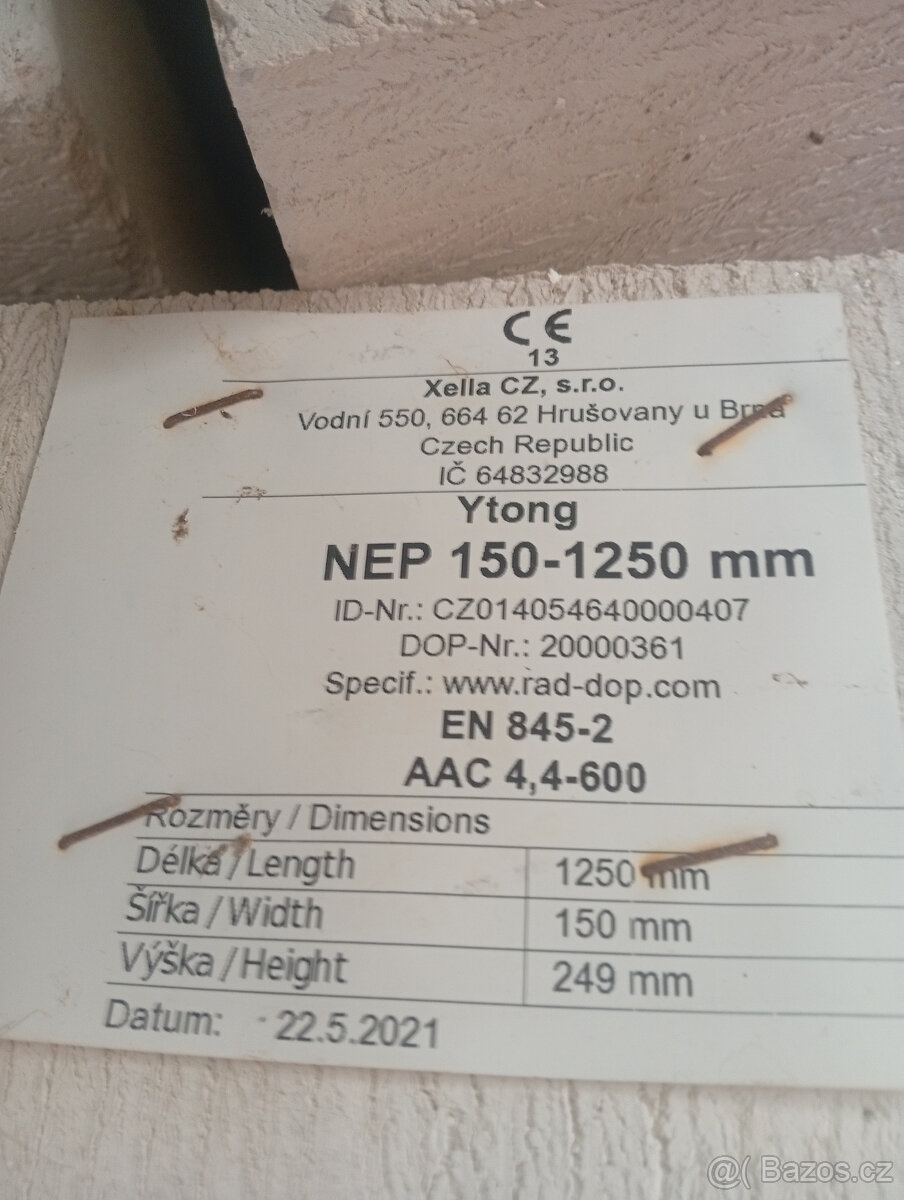 CE
13
Xella CZ, s.r.o.
Vodní 550, 664 62 Hrušovany u Brna
Czech Republic
IČ 64832988
Ytong
NEP 150-1250 mm
ID-Nr.: CZ014054640000407
DOP-Nr.: 20000361
Specif.: www.rad-dop.com
EN 845-2
AAC 4,4-600
Rozměry / Dimensions
Délka / Length 1250 mm
Šířka / Width 150 mm
Výška / Height 249 mm
Datum: 22.5.2021
@( Bazos.cz